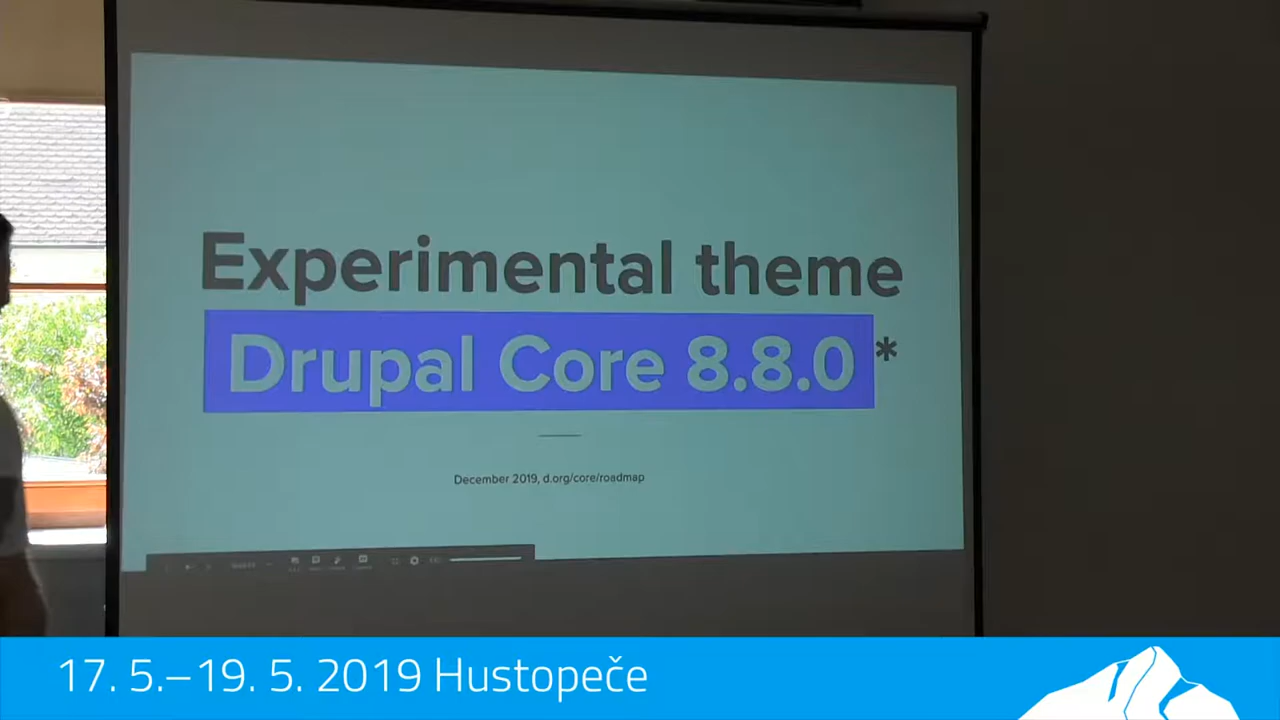 Experimental theme
Drupal Core 8.8.0 *
December 2019, d.org/core/roadmap
17. 5.–19. 5. 2019 Hustopeče